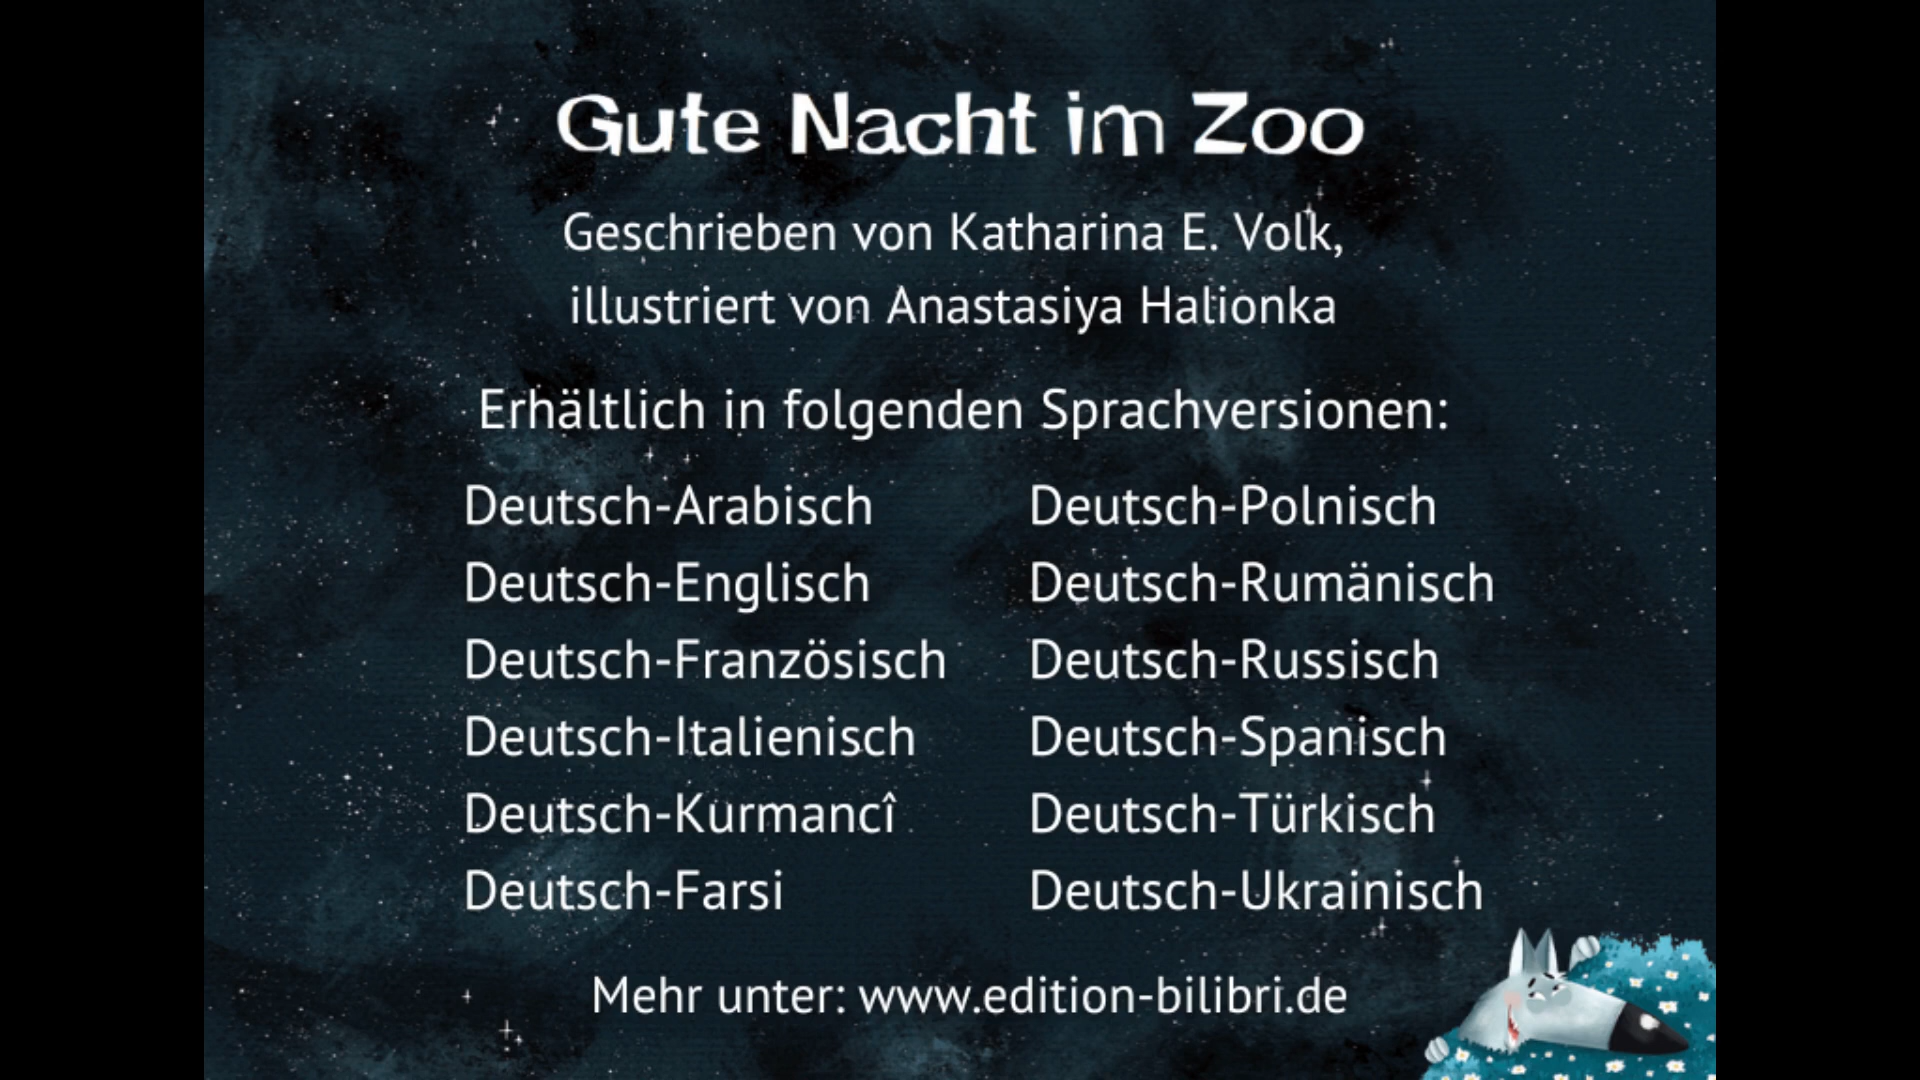 Gute Nacht im Zoo
Geschrieben von Katharina E. Volk,
illustriert von Anastasiya Halionka
Erhältlich in folgenden Sprachversionen:
Deutsch-Arabisch
Deutsch-Englisch
Deutsch-Französisch
Deutsch-Italienisch
Deutsch-Kurmancî
Deutsch-Farsi
Deutsch-Polnisch
Deutsch-Rumänisch
Deutsch-Russisch
Deutsch-Spanisch
Deutsch-Türkisch
Deutsch-Ukrainisch
Mehr unter: www.edition-bilibri.de